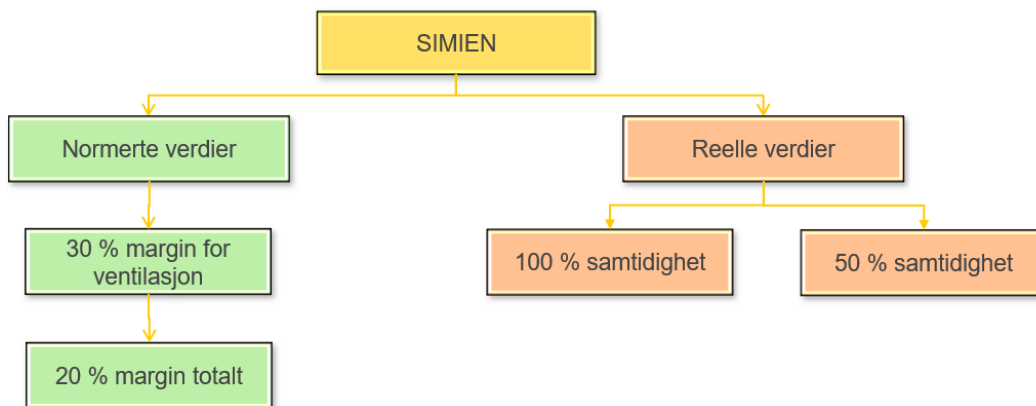 SIMIEN
Normerte verdier
Reelle verdier
30 % margin for
ventilasjon
100 % samtidighet
50 % samtidighet
20 % margin totalt